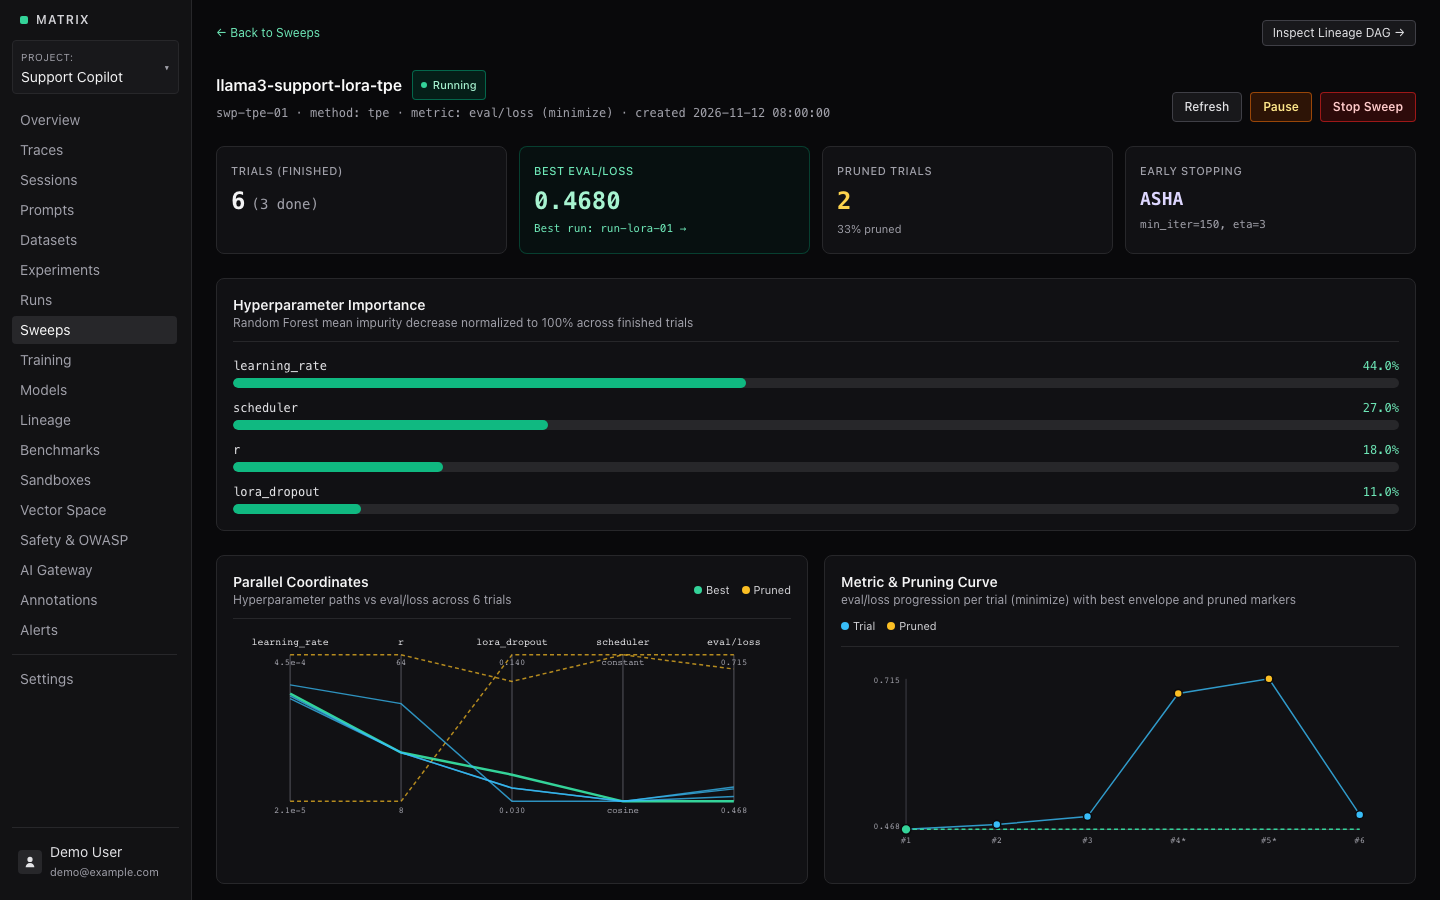 MATRIX
PROJECT:
Support Copilot
Overview
Traces
Sessions
Prompts
Datasets
Experiments
Runs
Sweeps
Training
Models
Lineage
Benchmarks
Sandboxes
Vector Space
Safety & OWASP
AI Gateway
Annotations
Alerts
Settings
Demo User
demo@example.com
← Back to Sweeps
Inspect Lineage DAG →
llama3-support-lora-tpe
Running
swp-tpe-01 · method: tpe · metric: eval/loss (minimize) · created 2026-11-12 08:00:00
Refresh
Pause
Stop Sweep
TRIALS (FINISHED)
6 (3 done)
BEST EVAL/LOSS
0.4680
Best run: run-lora-01 →
PRUNED TRIALS
2
33% pruned
EARLY STOPPING
ASHA
min_iter=150, eta=3
Hyperparameter Importance
Random Forest mean impurity decrease normalized to 100% across finished trials
learning_rate 44.0%
scheduler 27.0%
r 18.0%
lora_dropout 11.0%
Parallel Coordinates
Hyperparameter paths vs eval/loss across 6 trials
Best Pruned
learning_rate r lora_dropout scheduler eval/loss
4.5e-4 64 0.140 constant 0.715
2.1e-5 8 0.030 cosine 0.468
Metric & Pruning Curve
eval/loss progression per trial (minimize) with best envelope and pruned markers
Trial Pruned
0.715
0.468
#1 #2 #3 #4* #5* #6